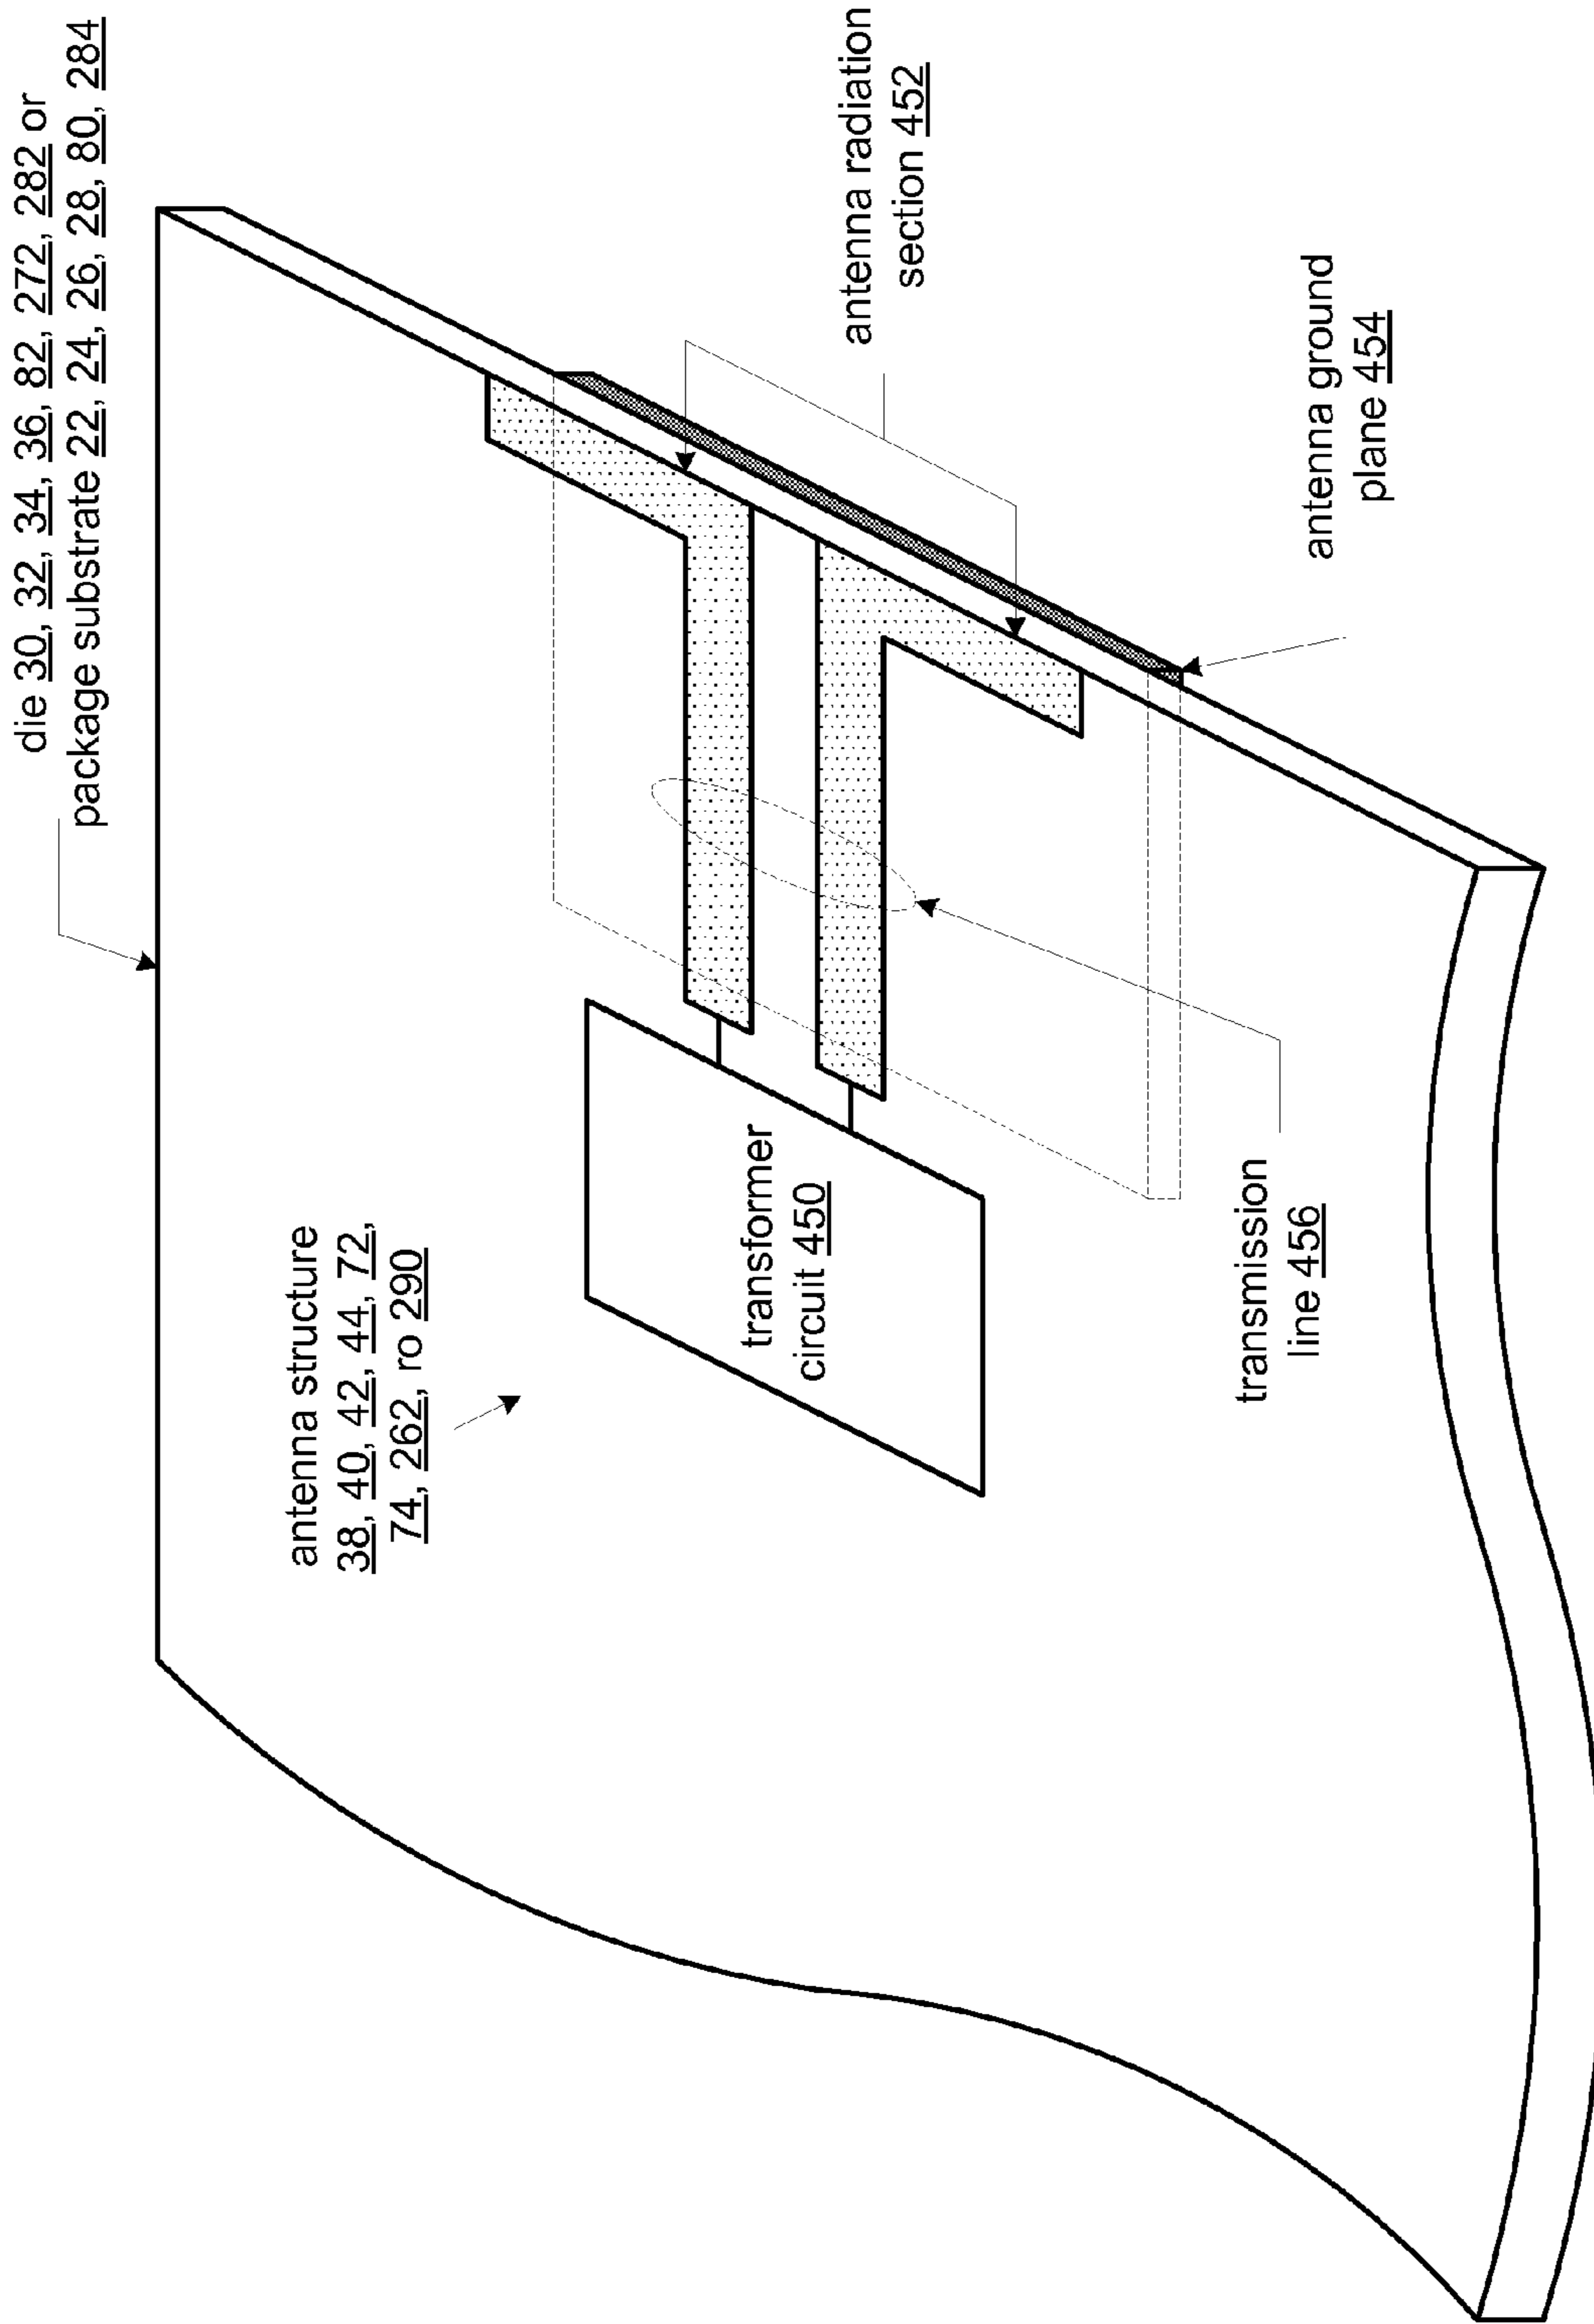 die 30, 32, 34, 36, 82, 272, 282 or
package substrate 22, 24, 26, 28, 80, 284
antenna structure
38, 40, 42, 44, 72,
74, 262, ro 290
transformer
circuit 450
antenna radiation
section 452
transmission
line 456
antenna ground
plane 454